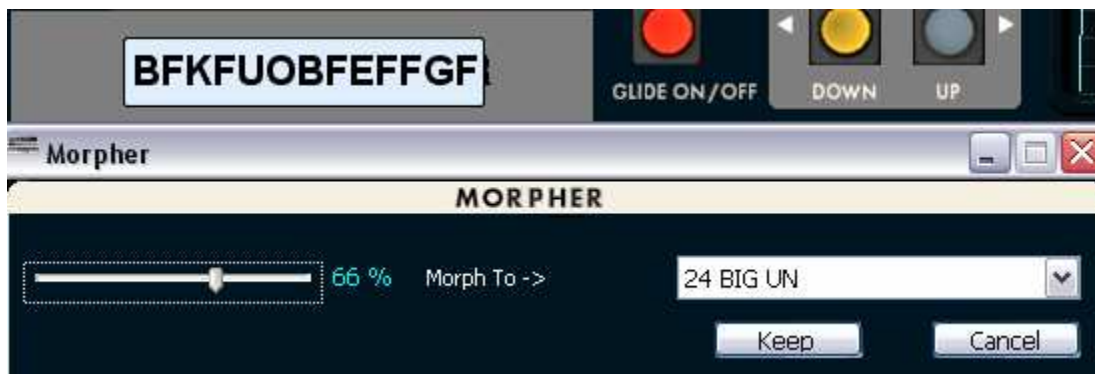 BFKFUOBFEFFGF
GLIDE ON/OFF DOWN UP
Morpher
MORPHER
66 % Morph To -> 24 BIG UN
Keep Cancel